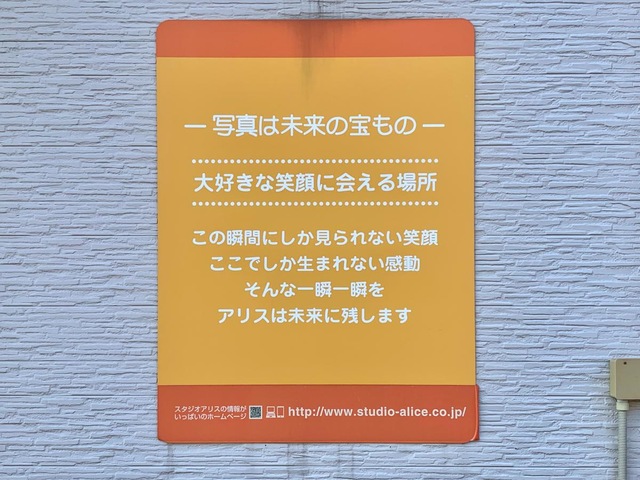 — 写真は未来の宝もの —
大好きな笑顔に会える場所
この瞬間にしか見られない笑顔
ここでしか生まれない感動
そんな一瞬一瞬を
アリスは未来に残します
スタジオアリスの情報が
いっぱいのホームページ
http://www.studio-alice.co.jp/